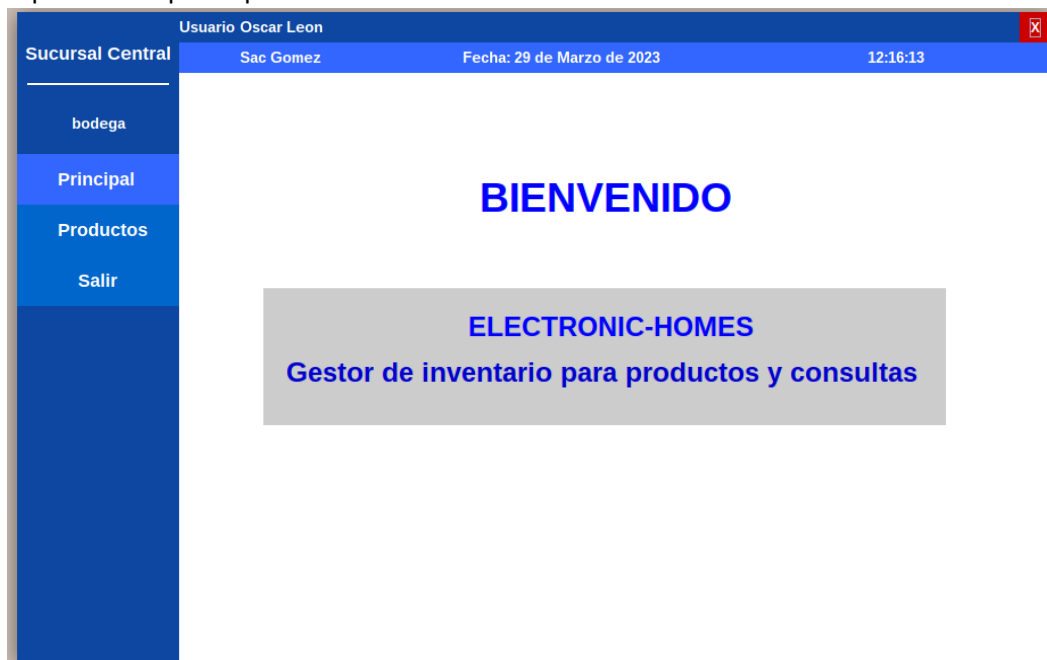 Usuario Oscar Leon
X
Sucursal Central
Sac Gomez
Fecha: 29 de Marzo de 2023
12:16:13
bodega
Principal
Productos
Salir
BIENVENIDO
ELECTRONIC-HOMES
Gestor de inventario para productos y consultas